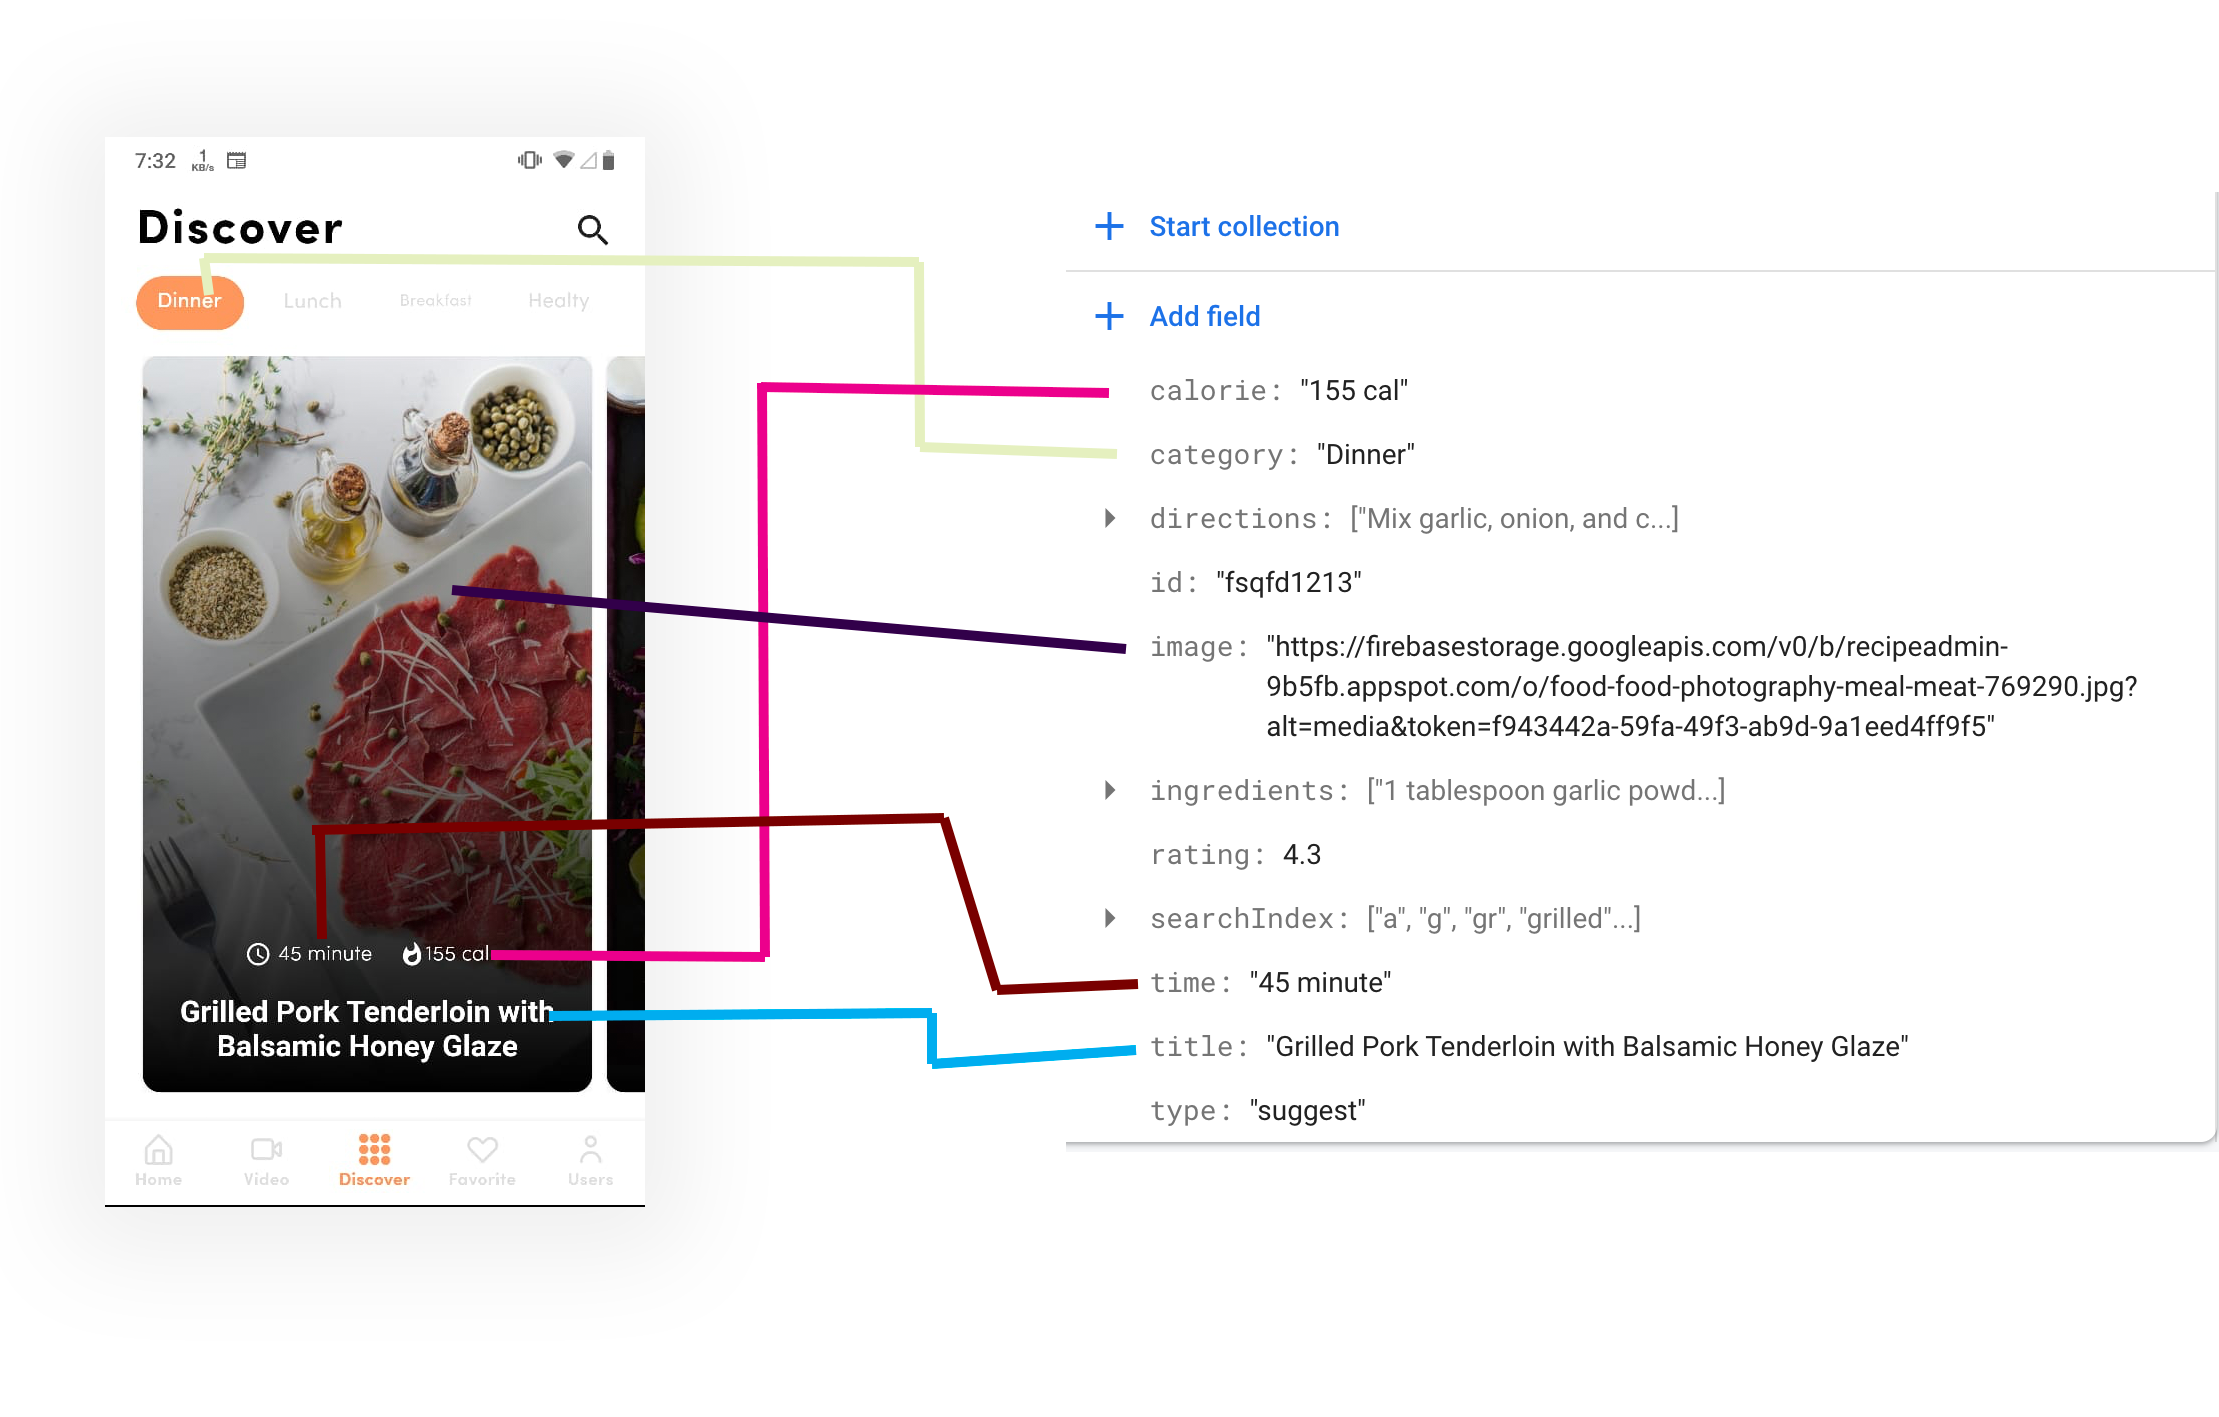 7:32 1 KB/s
Discover
Dinner Lunch Breakfast Healty
45 minute 155 cal
Grilled Pork Tenderloin with
Balsamic Honey Glaze
Home Video Discover Favorite Users
+ Start collection
+ Add field
calorie: "155 cal"
category: "Dinner"
directions: ["Mix garlic, onion, and c...]
id: "fsqfd1213"
image: "https://firebasestorage.googleapis.com/v0/b/recipeadmin-
9b5fb.appspot.com/o/food-food-photography-meal-meat-769290.jpg?
alt=media&token=f943442a-59fa-49f3-ab9d-9a1eed4ff9f5"
ingredients: ["1 tablespoon garlic powd...]
rating: 4.3
searchIndex: ["a", "g", "gr", "grilled"...]
time: "45 minute"
title: "Grilled Pork Tenderloin with Balsamic Honey Glaze"
type: "suggest"